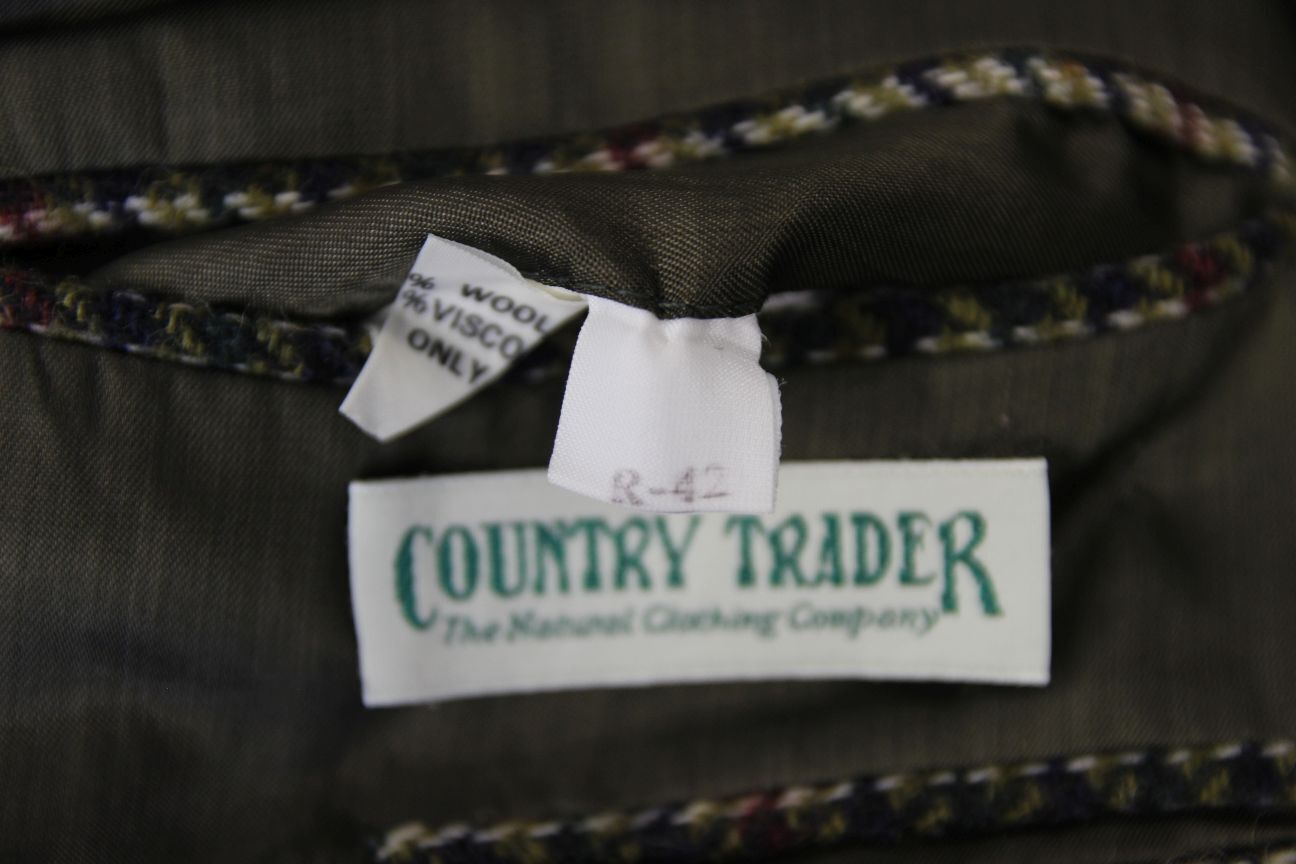 % WOOL
% VISCO
ONLY
R-42
COUNTRY TRADER
The Natural Clothing Company